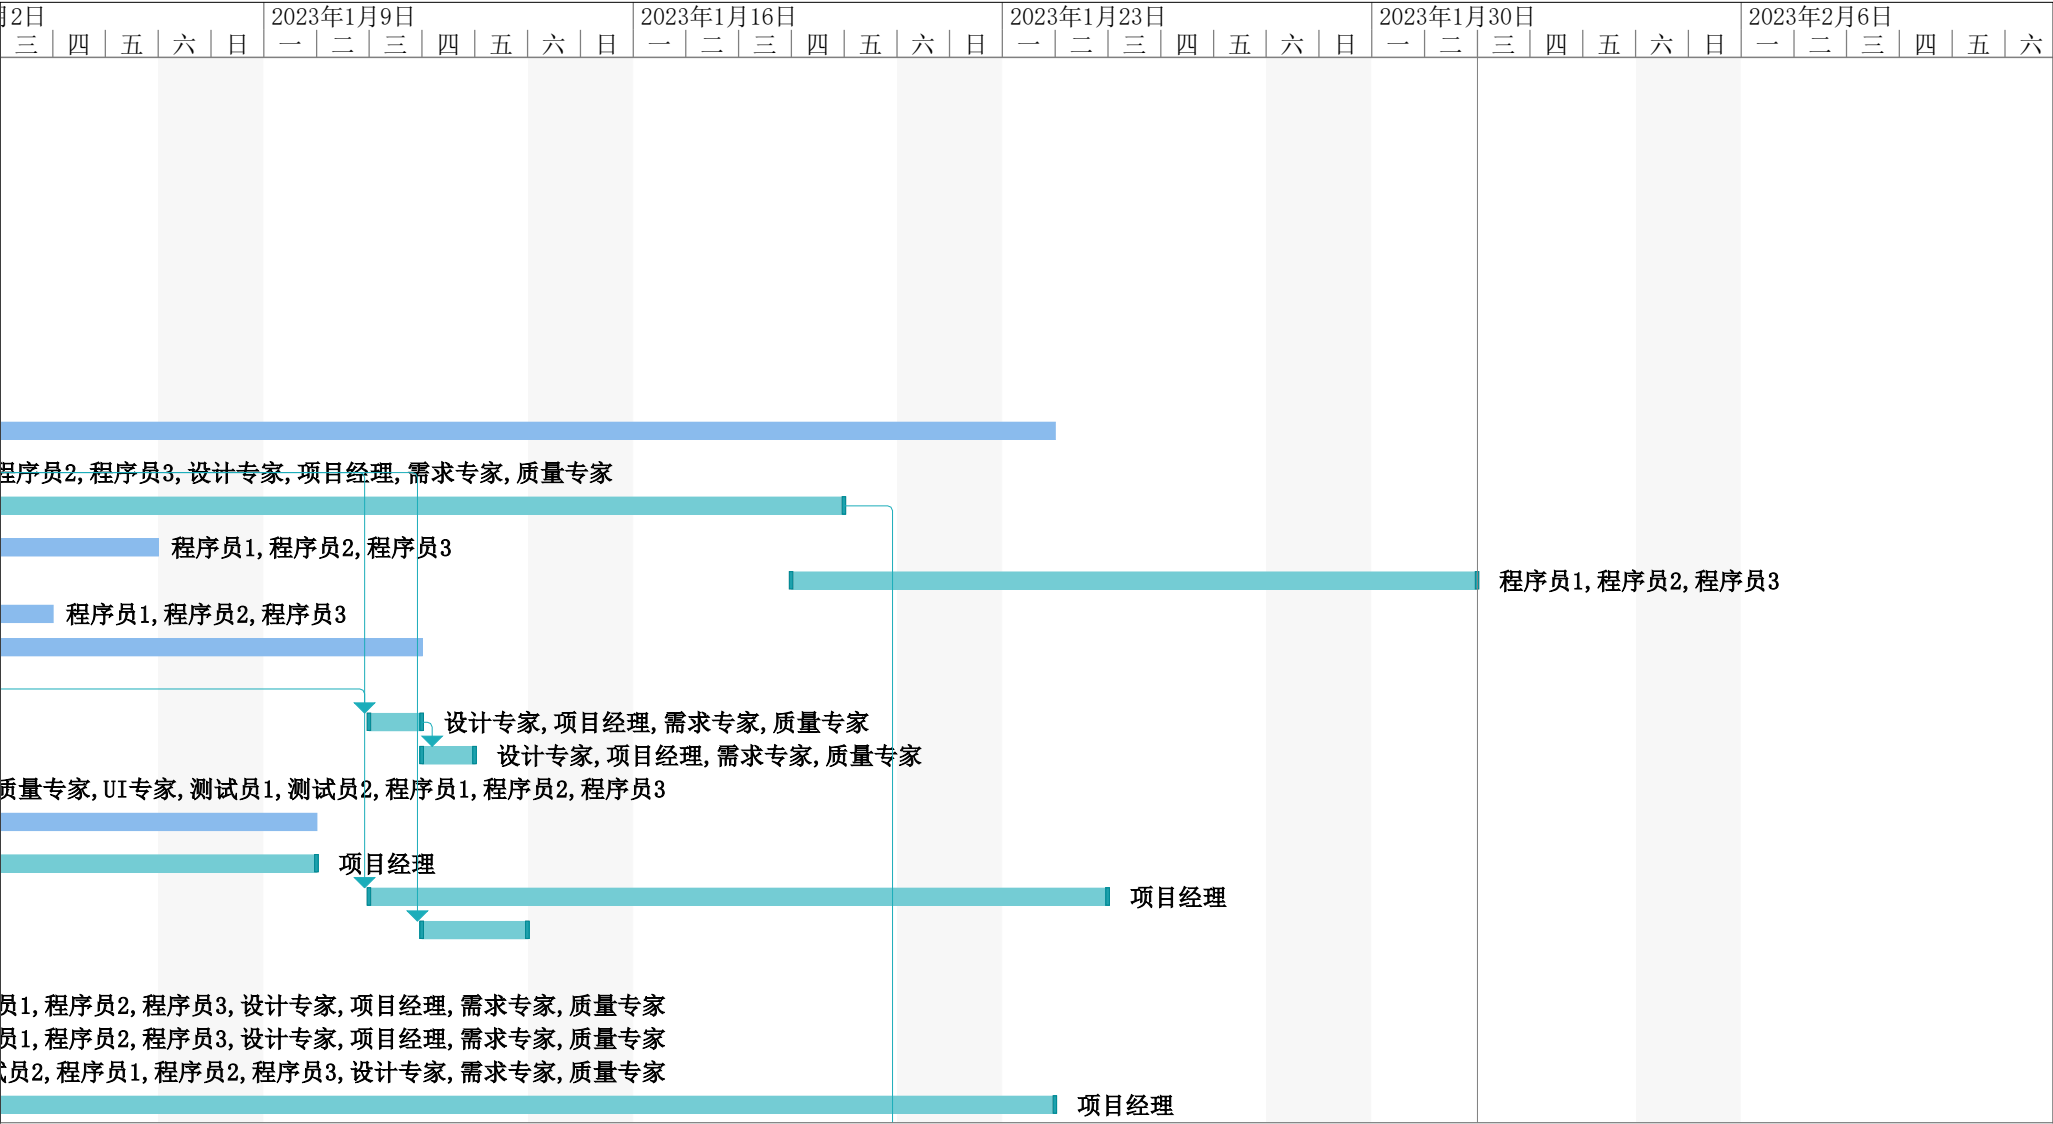 月2日 2023年1月9日 2023年1月16日 2023年1月23日 2023年1月30日 2023年2月6日
三 四 五 六 日 一 二 三 四 五 六 日 一 二 三 四 五 六 日 一 二 三 四 五 六 日 一 二 三 四 五 六 日 一 二 三 四 五 六
程序员2,程序员3,设计专家,项目经理,需求专家,质量专家
程序员1,程序员2,程序员3
程序员1,程序员2,程序员3
程序员1,程序员2,程序员3
设计专家,项目经理,需求专家,质量专家
设计专家,项目经理,需求专家,质量专家
质量专家,UI专家,测试员1,测试员2,程序员1,程序员2,程序员3
项目经理
项目经理
员1,程序员2,程序员3,设计专家,项目经理,需求专家,质量专家
员1,程序员2,程序员3,设计专家,项目经理,需求专家,质量专家
试员2,程序员1,程序员2,程序员3,设计专家,需求专家,质量专家
项目经理